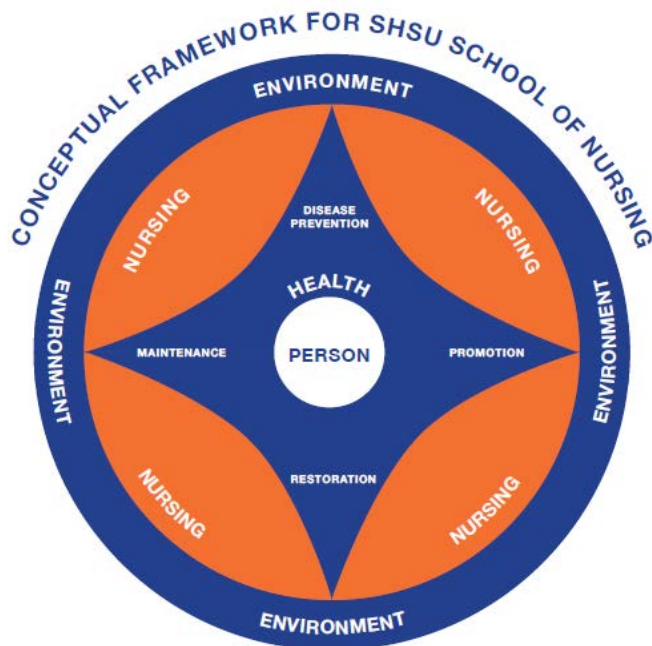 CONCEPTUAL FRAMEWORK FOR SHSU SCHOOL OF NURSING
ENVIRONMENT
NURSING
NURSING
DISEASE
PREVENTION
HEALTH
ENVIRONMENT
MAINTENANCE
PERSON
PROMOTION
ENVIRONMENT
RESTORATION
NURSING
NURSING
ENVIRONMENT